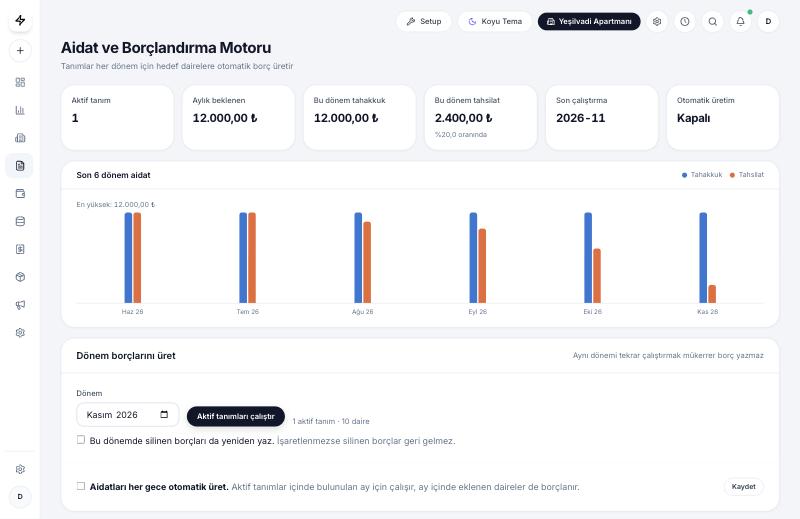 Setup
Koyu Tema
Yeşilvadi Apartmanı
D
Aidat ve Borçlandırma Motoru
Tanımlar her dönem için hedef dairelere otomatik borç üretir
Aktif tanım
1
Aylık beklenen
12.000,00 ₺
Bu dönem tahakkuk
12.000,00 ₺
Bu dönem tahsilat
2.400,00 ₺
%20,0 oranında
Son çalıştırma
2026-11
Otomatik üretim
Kapalı
Son 6 dönem aidat
Tahakkuk
Tahsilat
En yüksek: 12.000,00 ₺
Haz 26
Tem 26
Ağu 26
Eyl 26
Eki 26
Kas 26
Dönem borçlarını üret
Aynı dönemi tekrar çalıştırmak mükerrer borç yazmaz
Dönem
Kasım 2026
Aktif tanımları çalıştır
1 aktif tanım · 10 daire
Bu dönemde silinen borçları da yeniden yaz. İşaretlenmezse silinen borçlar geri gelmez.
Aidatları her gece otomatik üret. Aktif tanımlar içinde bulunulan ay için çalışır, ay içinde eklenen daireler de borçlanır.
Kaydet
D